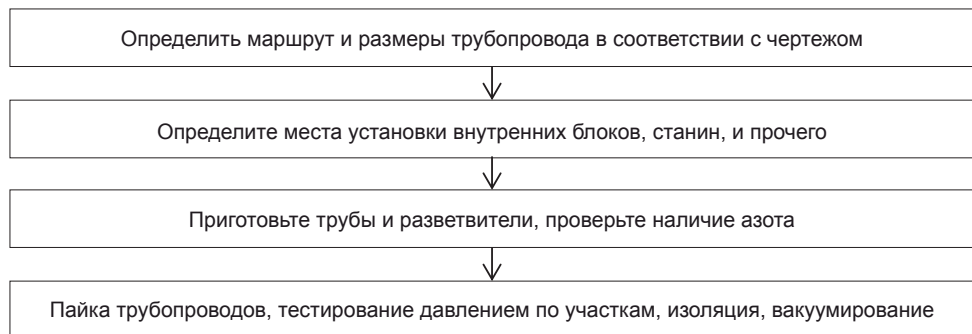 Определить маршрут и размеры трубопровода в соответствии с чертежом
Определите места установки внутренних блоков, станин, и прочего
Приготовьте трубы и разветвители, проверьте наличие азота
Пайка трубопроводов, тестирование давлением по участкам, изоляция, вакуумирование